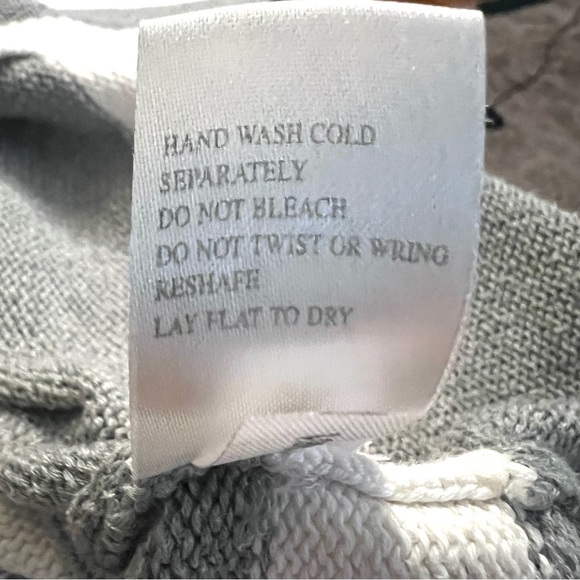 HAND WASH COLD
SEPARATELY
DO NOT BLEACH
DO NOT TWIST OR WRING
RESHAPE
LAY FLAT TO DRY